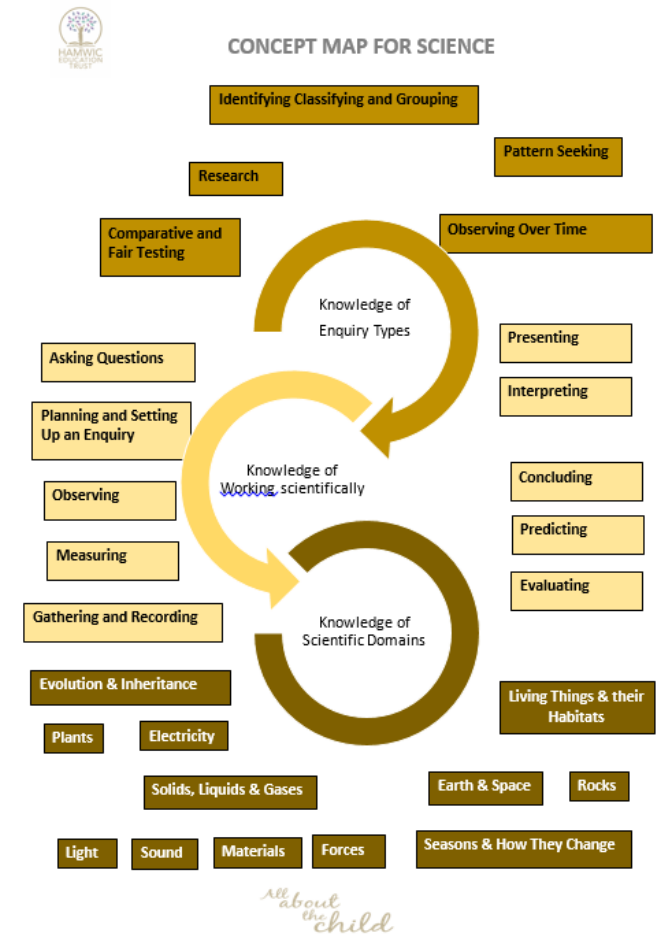 HAMWIC
EDUCATION
TRUST
CONCEPT MAP FOR SCIENCE
Identifying Classifying and Grouping
Pattern Seeking
Research
Comparative and
Fair Testing
Observing Over Time
Knowledge of
Enquiry Types
Asking Questions
Planning and Setting
Up an Enquiry
Observing
Measuring
Gathering and Recording
Knowledge of
Working scientifically
Presenting
Interpreting
Concluding
Predicting
Evaluating
Knowledge of
Scientific Domains
Evolution & Inheritance
Living Things & their
Habitats
Plants
Electricity
Solids, Liquids & Gases
Earth & Space
Rocks
Light
Sound
Materials
Forces
Seasons & How They Change
All
about
the
child